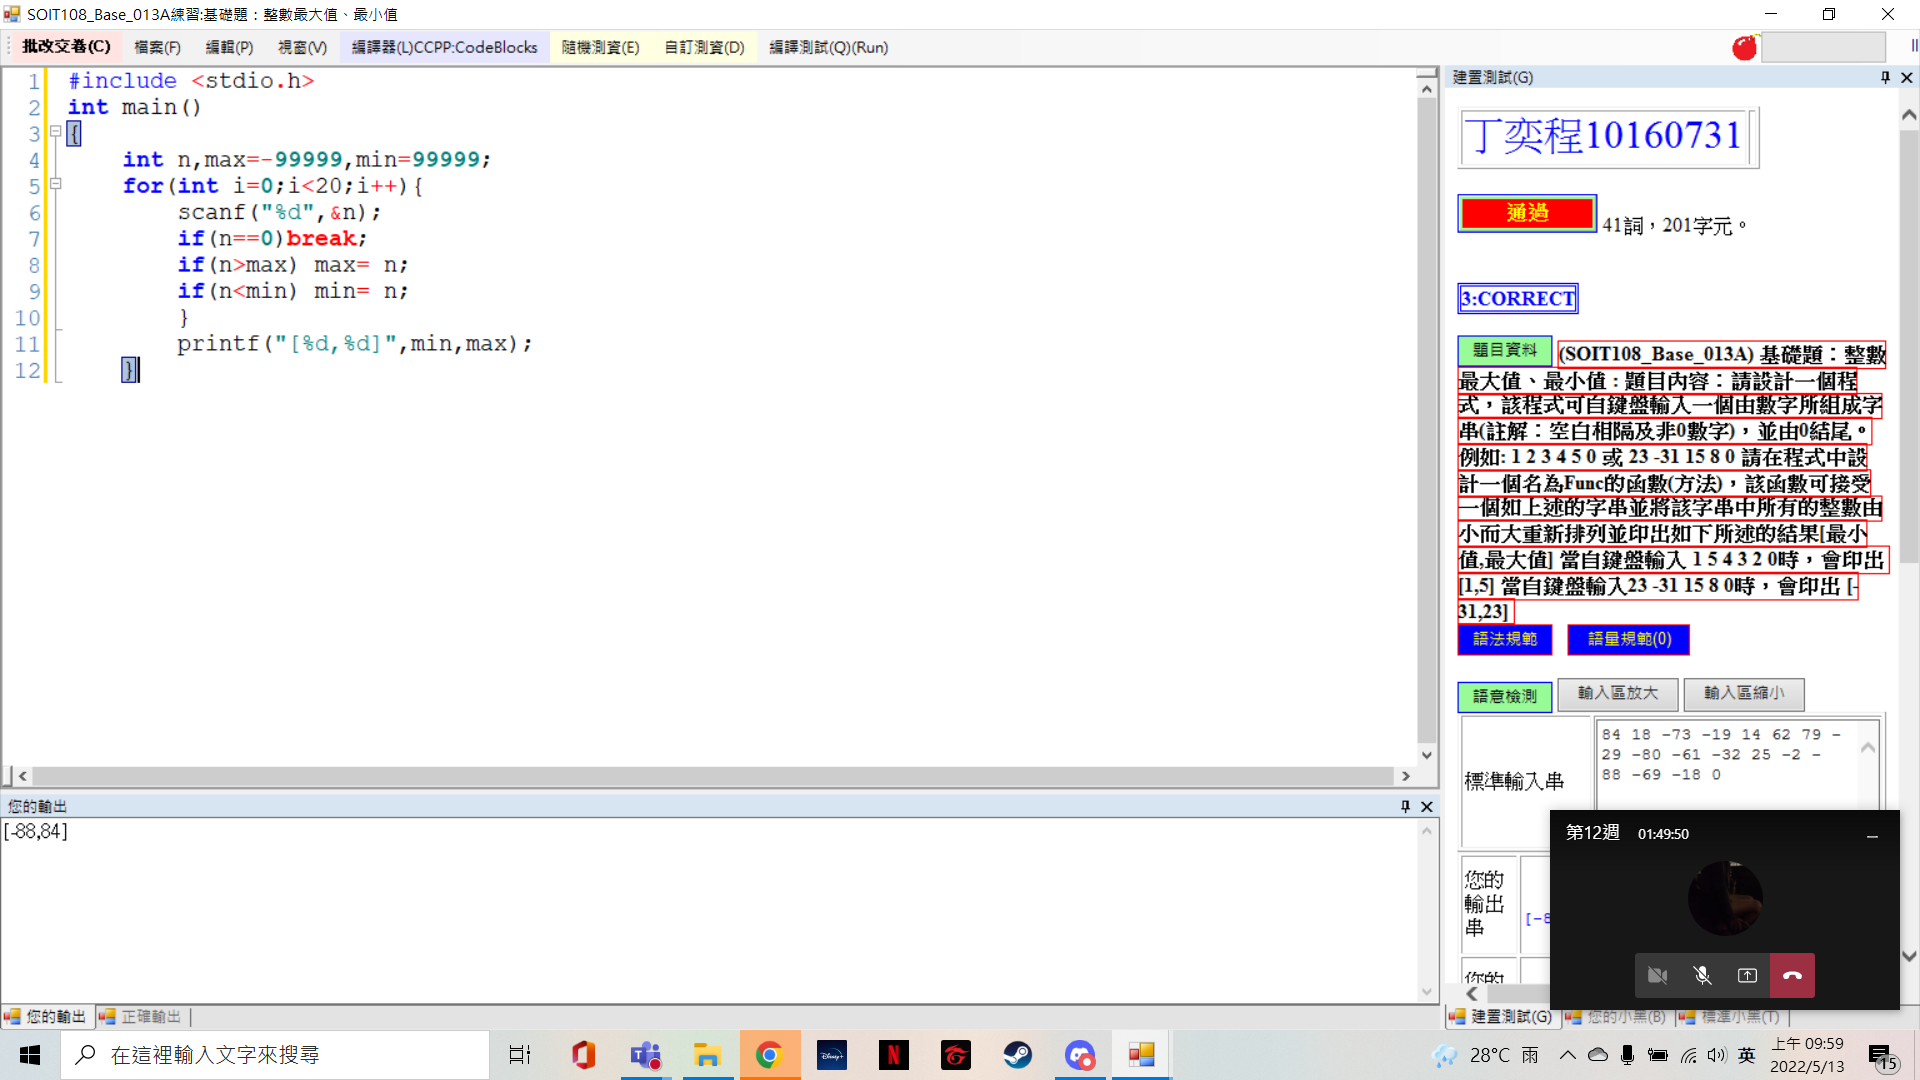 SOIT108_Base_013A練習:基礎題：整數最大值、最小值
批改交卷(C) 檔案(F) 編輯(P) 視窗(V) 編譯器(L)CCPP:CodeBlocks 隨機測資(E) 自訂測資(D) 編譯測試(Q)(Run)
1 #include <stdio.h>
2 int main()
3 {
4 int n,max=-99999,min=99999;
5 for(int i=0;i<20;i++){
6 scanf("%d",&n);
7 if(n==0)break;
8 if(n>max) max= n;
9 if(n<min) min= n;
10 }
11 printf("[%d,%d]",min,max);
12 }
您的輸出
[-88,84]
您的輸出 正確輸出
建置測試(G)
丁奕程10160731
通過 41詞，201字元。
3:CORRECT
題目資料 (SOIT108_Base_013A) 基礎題：整數
最大值、最小值 : 題目內容：請設計一個程
式，該程式可自鍵盤輸入一個由數字所組成字
串(註解：空白相隔及非0數字)，並由0結尾。
例如: 1 2 3 4 5 0 或 23 -31 15 8 0 請在程式中設
計一個名為Func的函數(方法)，該函數可接受
一個如上述的字串並將該字串中所有的整數由
小而大重新排列並印出如下所述的結果[最小
值,最大值] 當自鍵盤輸入 1 5 4 3 2 0時，會印出
[1,5] 當自鍵盤輸入23 -31 15 8 0時，會印出 [-
31,23]
語法規範 語量規範(0)
語意檢測 輸入區放大 輸入區縮小
標準輸入串
84 18 -73 -19 14 62 79 -
29 -80 -61 -32 25 -2 -
88 -69 -18 0
您的
輸出
串
[-8
您的
第12週 01:49:50
建置測試(G) 您的小黑(B) 標準小黑(T)
在這裡輸入文字來搜尋
Disney+
N
28°C 雨
英
上午 09:59
2022/5/13
15